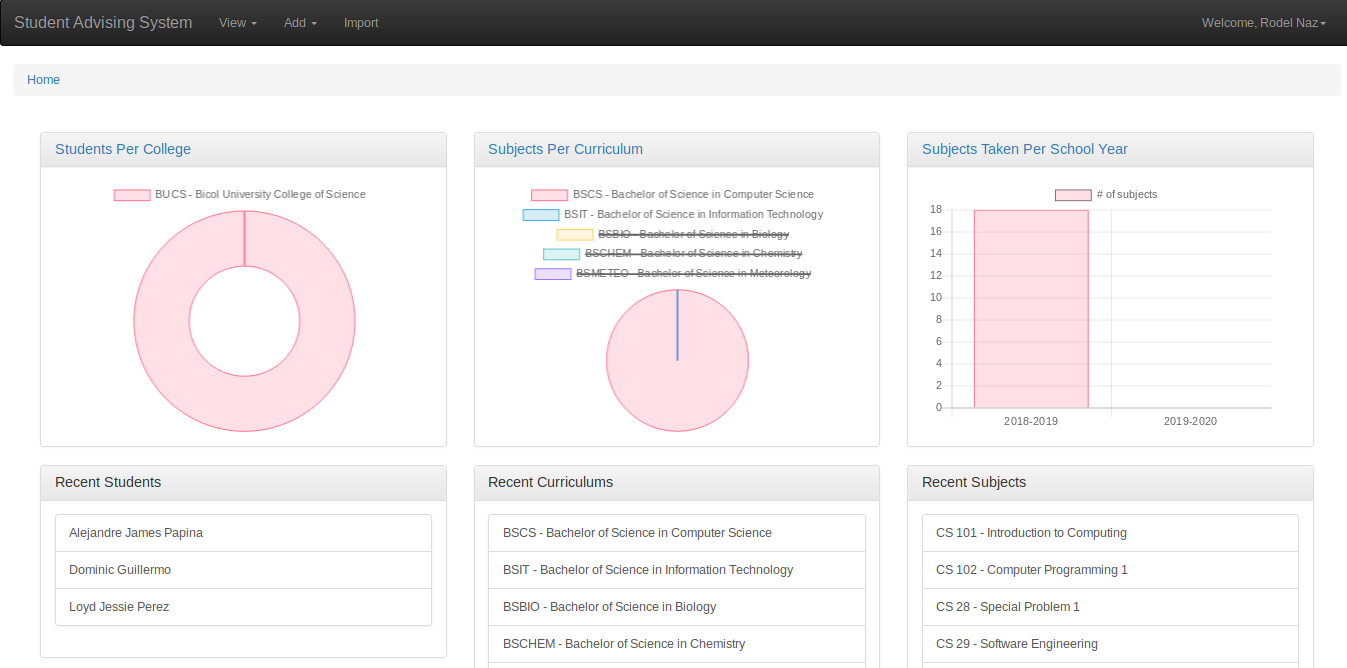 Student Advising System View Add Import Welcome, Rodel Naz
Home
Students Per College
BUCS - Bicol University College of Science
Subjects Per Curriculum
BSCS - Bachelor of Science in Computer Science
BSIT - Bachelor of Science in Information Technology
BSBIO - Bachelor of Science in Biology
BSCHEM - Bachelor of Science in Chemistry
BSMETEO - Bachelor of Science in Meteorology
Subjects Taken Per School Year
# of subjects
18
16
14
12
10
8
6
4
2
0
2018-2019 2019-2020
Recent Students
Alejandre James Papina
Dominic Guillermo
Loyd Jessie Perez
Recent Curriculums
BSCS - Bachelor of Science in Computer Science
BSIT - Bachelor of Science in Information Technology
BSBIO - Bachelor of Science in Biology
BSCHEM - Bachelor of Science in Chemistry
Recent Subjects
CS 101 - Introduction to Computing
CS 102 - Computer Programming 1
CS 28 - Special Problem 1
CS 29 - Software Engineering